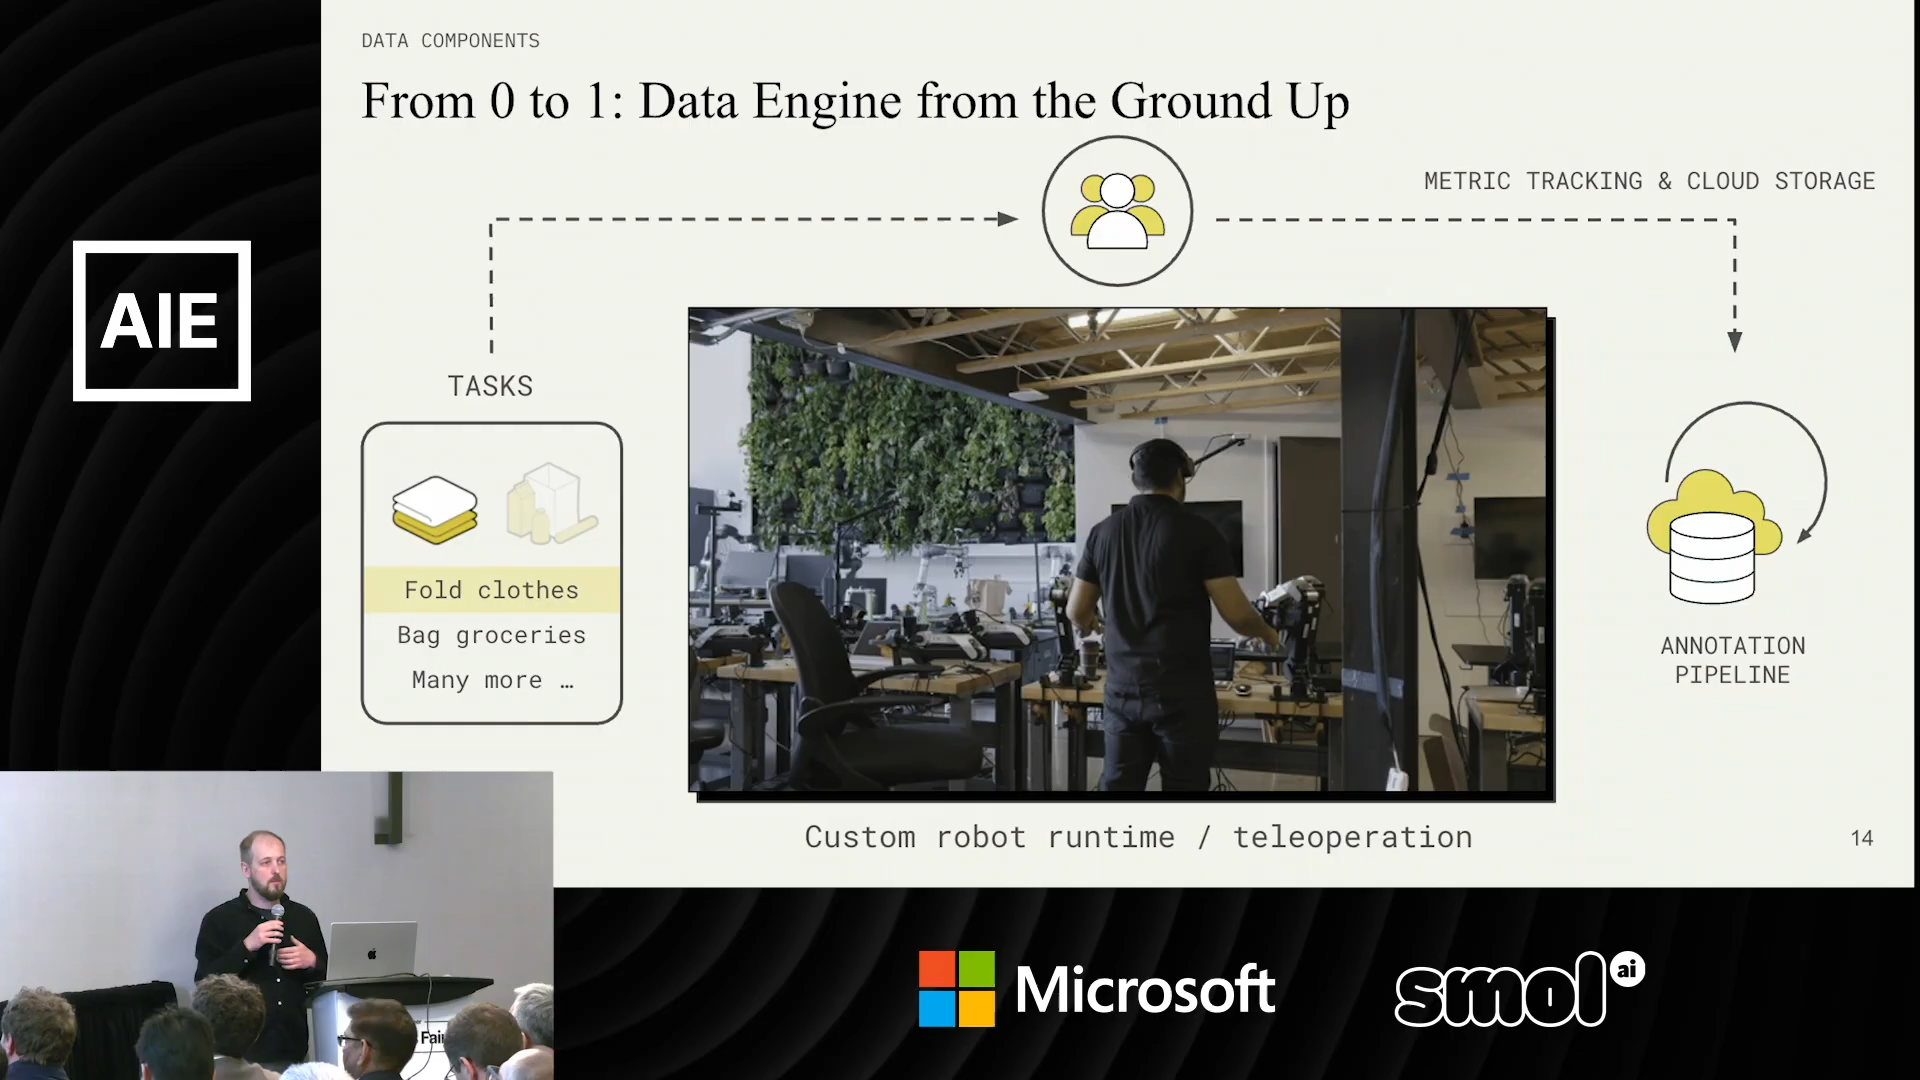 DATA COMPONENTS
From 0 to 1: Data Engine from the Ground Up
METRIC TRACKING & CLOUD STORAGE
AIE
TASKS
Fold clothes
Bag groceries
Many more …
ANNOTATION
PIPELINE
Custom robot runtime / teleoperation
14
Microsoft
smol ai
Fair